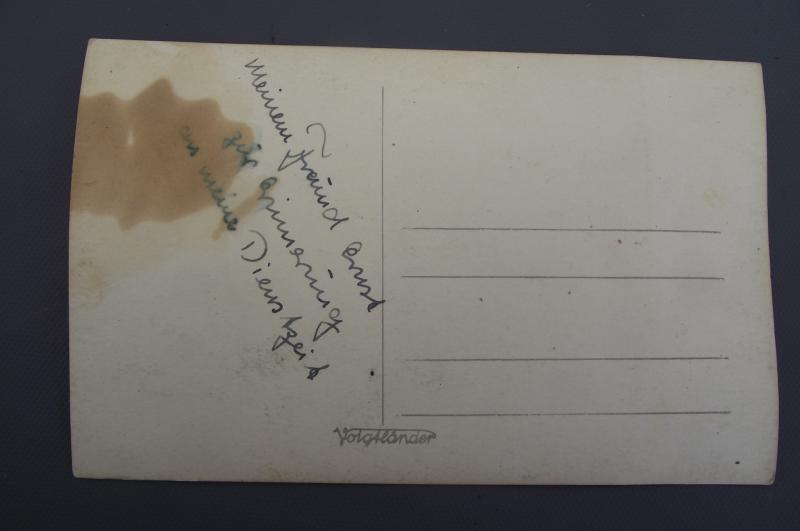 Meinem Freund Ernst
zur Erinnerung
an meine Dienstzeit
Voigtländer